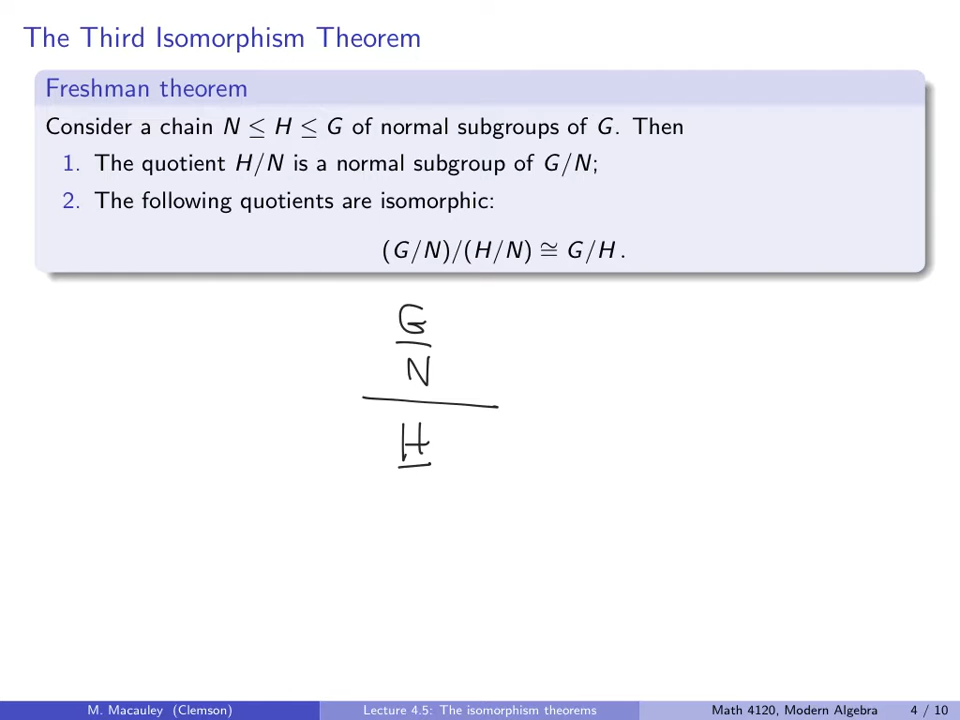 The Third Isomorphism Theorem
Freshman theorem
Consider a chain N ≤ H ≤ G of normal subgroups of G. Then
1. The quotient H/N is a normal subgroup of G/N;
2. The following quotients are isomorphic:
(G/N)/(H/N) ≅ G/H .
G
N
H
M. Macauley (Clemson) Lecture 4.5: The isomorphism theorems Math 4120, Modern Algebra 4 / 10